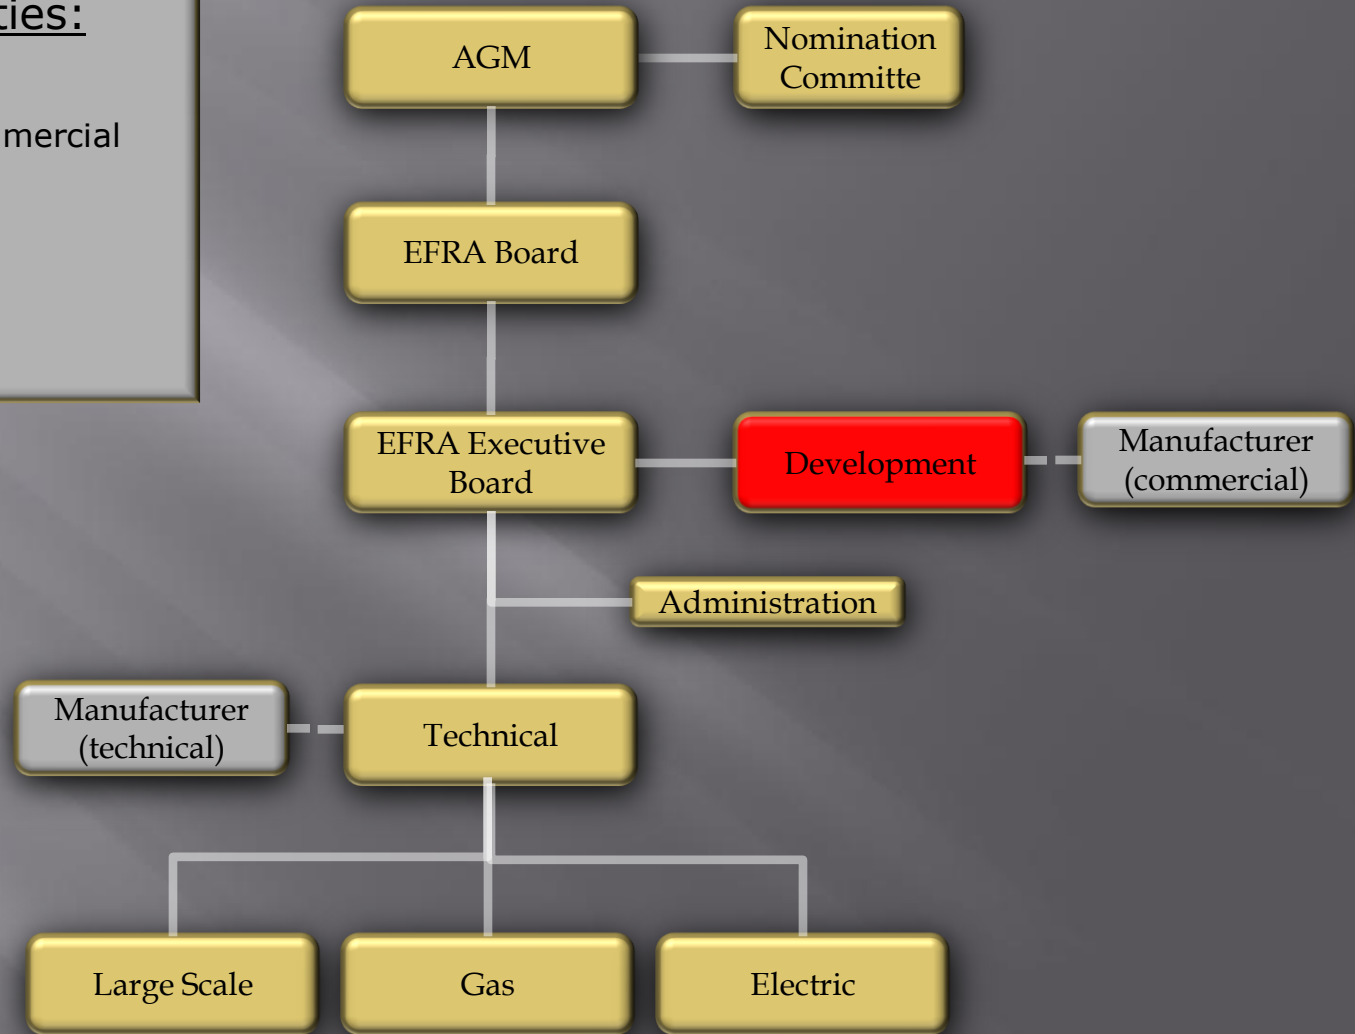 ties:
mercial
AGM
Nomination
Committe
EFRA Board
EFRA Executive
Board
Development
Manufacturer
(commercial)
Administration
Manufacturer
(technical)
Technical
Large Scale
Gas
Electric